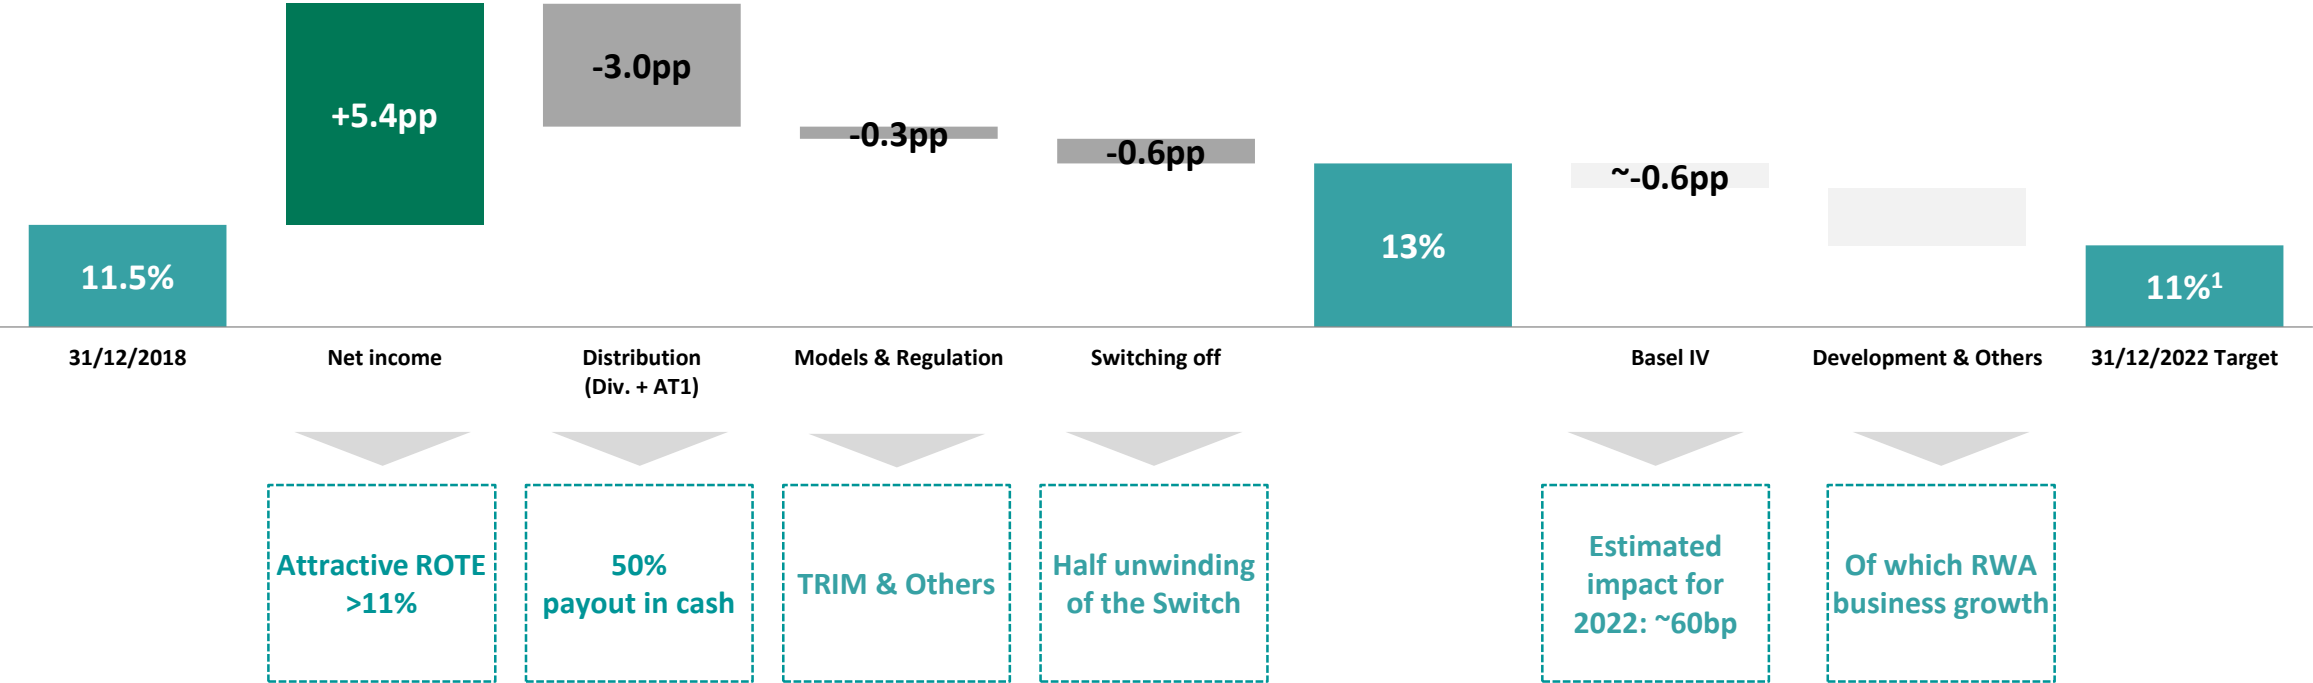 +5.4pp
-3.0pp
-0.3pp
-0.6pp
~-0.6pp
11.5%
13%
11%¹
31/12/2018
Net income
Distribution
(Div. + AT1)
Models & Regulation
Switching off
Basel IV
Development & Others
31/12/2022 Target
Attractive ROTE
>11%
50%
payout in cash
TRIM & Others
Half unwinding
of the Switch
Estimated
impact for
2022: ~60bp
Of which RWA
business growth